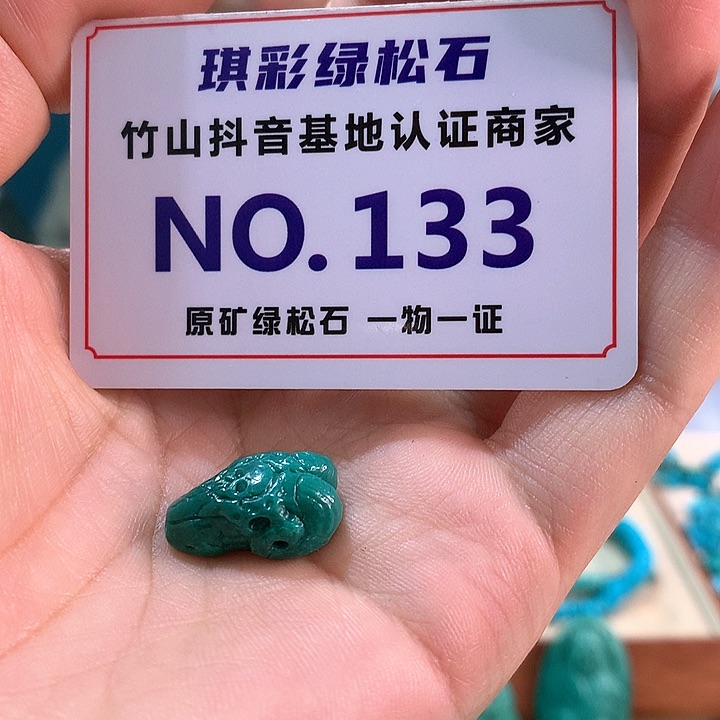 琪彩绿松石
竹山抖音基地认证商家
NO.133
原矿绿松石 一物一证